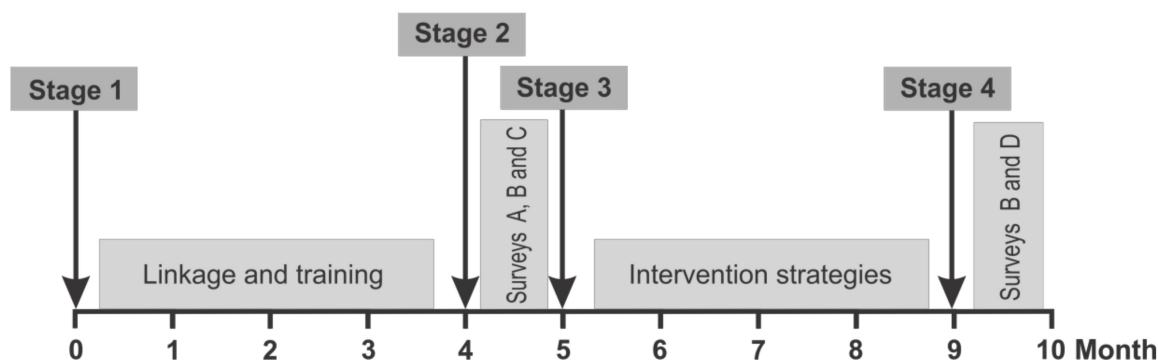 Stage 1
Stage 2
Stage 3
Stage 4
Linkage and training
Surveys A, B and C
Intervention strategies
Surveys B and D
0 1 2 3 4 5 6 7 8 9 10 Month